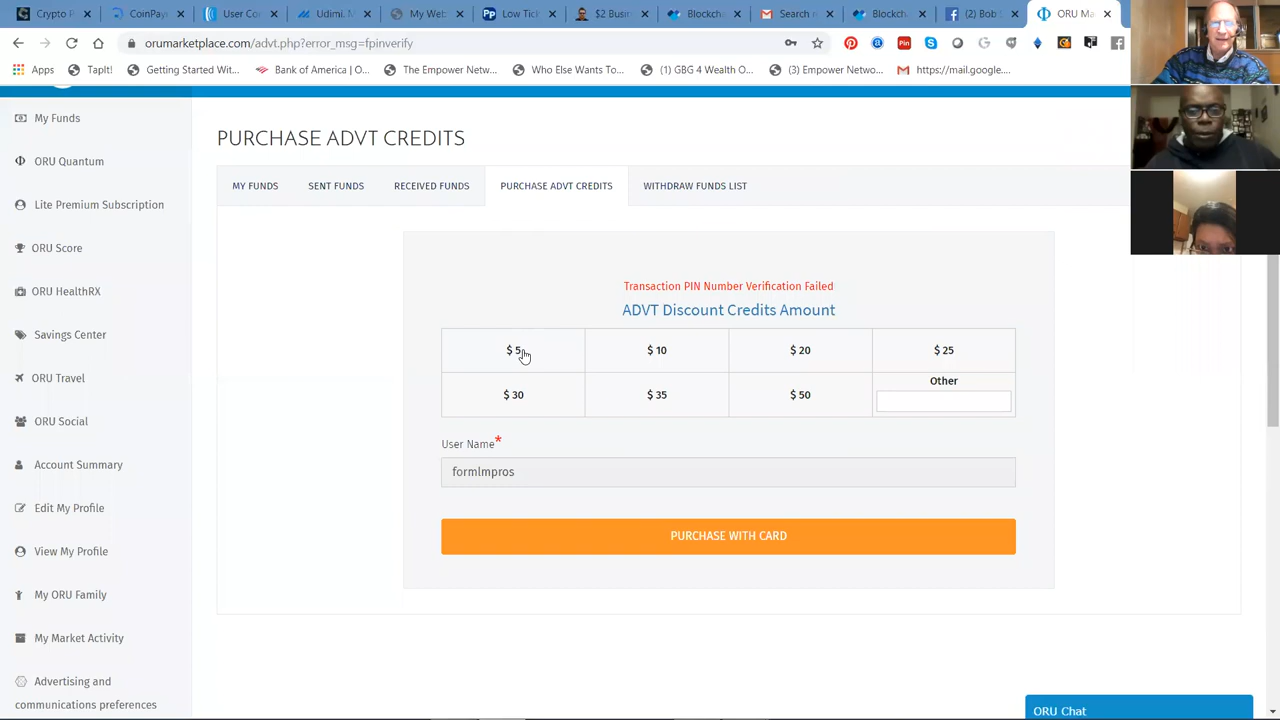 Crypto P
CoinPay
User Co
Udimi.
My Web
Low Tick
$2 Busin
Blockch
Search r
Blockch
(2) Bob
ORU Ma
orumarketplace.com/advt.php?error_msg=fpinverify
Apps
TapIt!
Getting Started Wit...
Bank of America | O...
The Empower Netw...
Who Else Wants To...
(1) GBG 4 Wealth O...
(3) Empower Netwo...
https://mail.google....
My Funds
ORU Quantum
Lite Premium Subscription
ORU Score
ORU HealthRX
Savings Center
ORU Travel
ORU Social
Account Summary
Edit My Profile
View My Profile
My ORU Family
My Market Activity
Advertising and
communications preferences
PURCHASE ADVT CREDITS
MY FUNDS
SENT FUNDS
RECEIVED FUNDS
PURCHASE ADVT CREDITS
WITHDRAW FUNDS LIST
Transaction PIN Number Verification Failed
ADVT Discount Credits Amount
$ 5
$ 10
$ 20
$ 25
$ 30
$ 35
$ 50
Other
User Name*
formlmpros
PURCHASE WITH CARD
ORU Chat